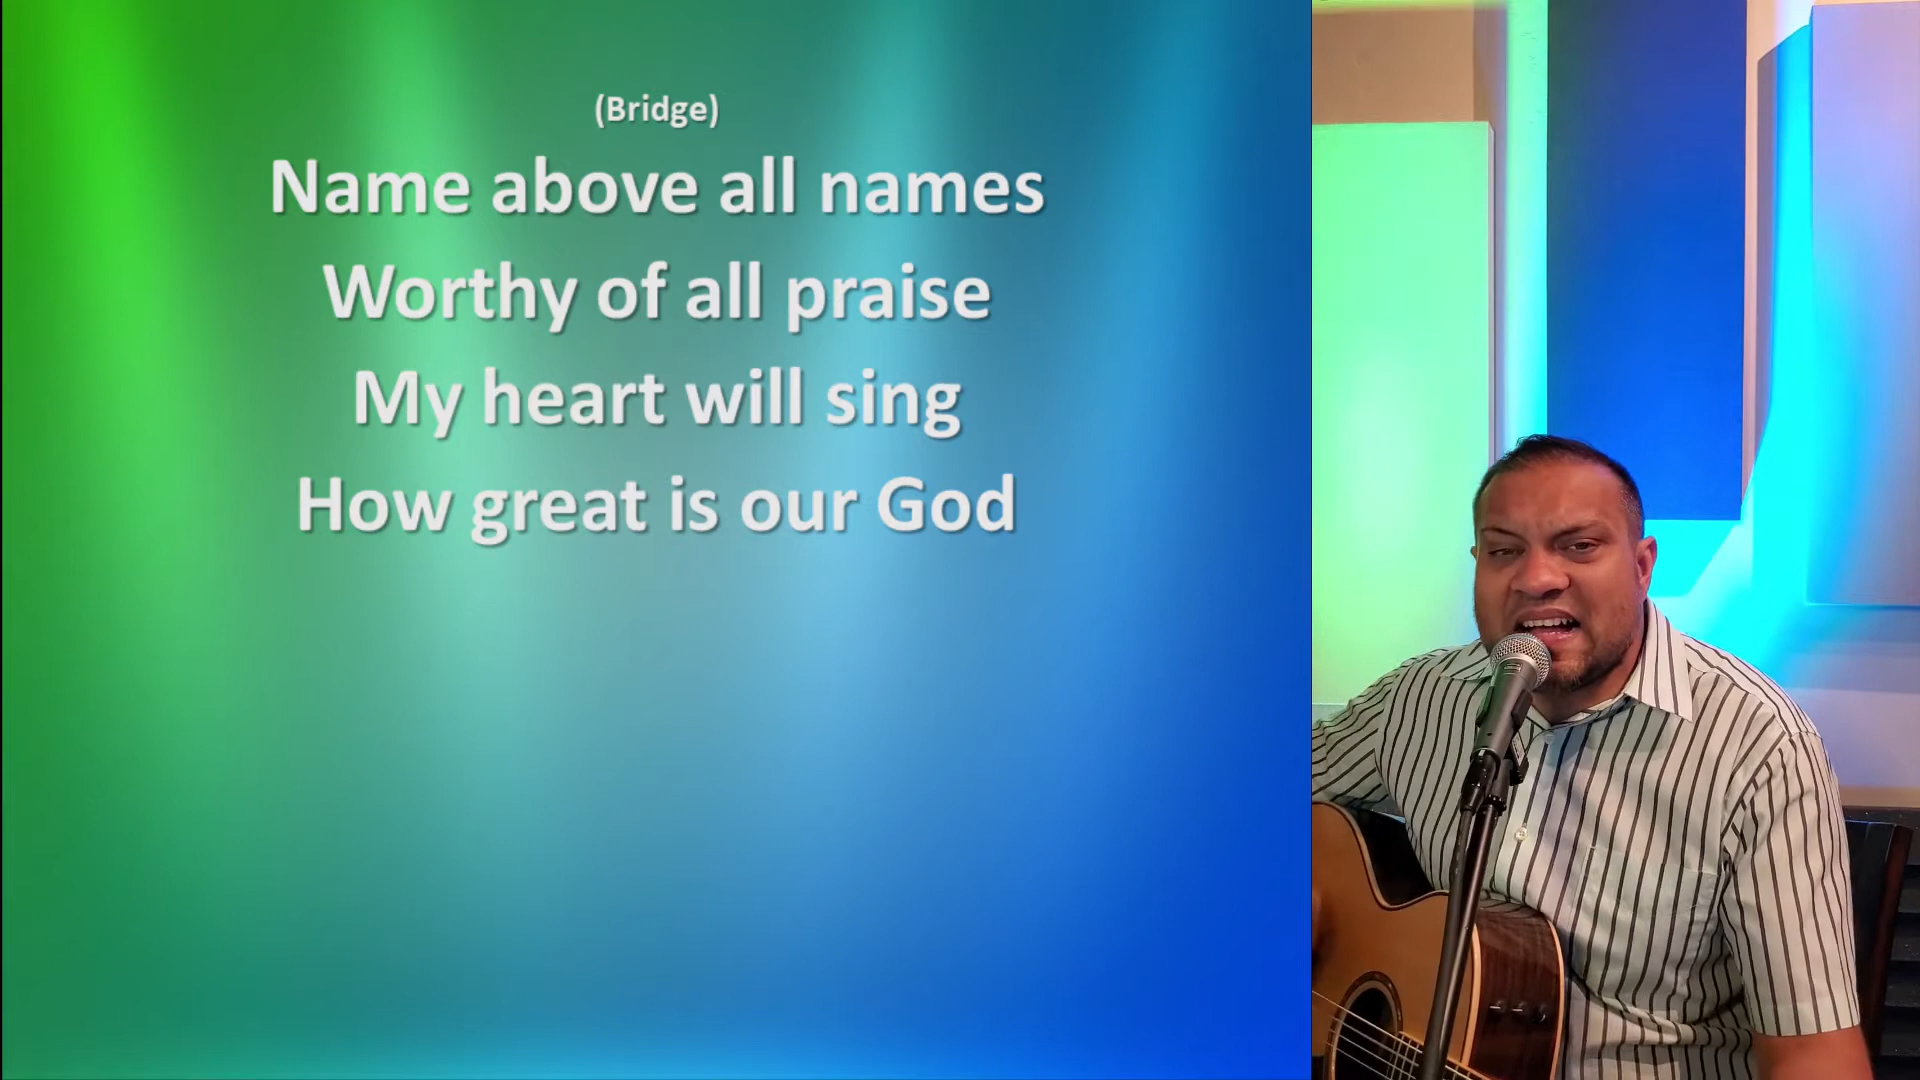 (Bridge)
Name above all names
Worthy of all praise
My heart will sing
How great is our God